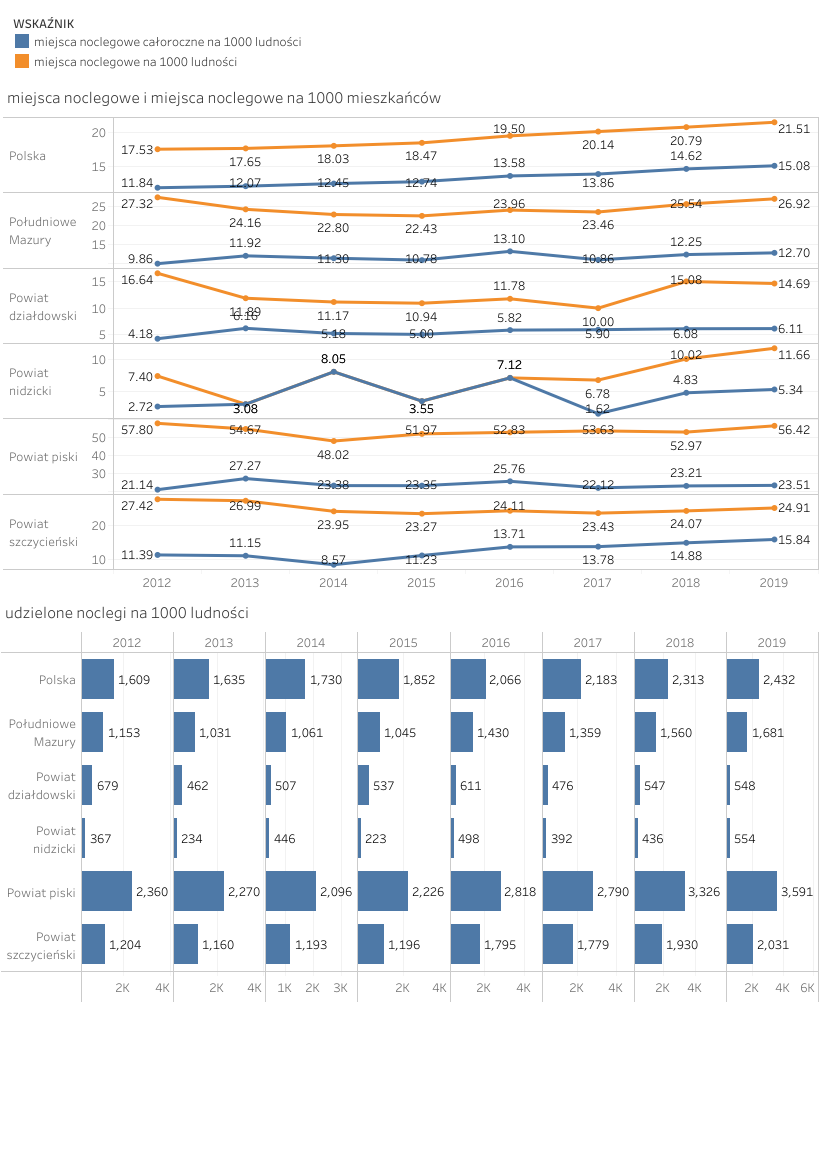 WSKAŹNIK
miejsca noclegowe całoroczne na 1000 ludności
miejsca noclegowe na 1000 ludności
miejsca noclegowe i miejsca noclegowe na 1000 mieszkańców
Polska
20
15
17.53 17.65 18.03 18.47 19.50 20.14 20.79 21.51
11.84 12.07 12.45 12.74 13.58 13.86 14.62 15.08
Południowe
Mazury
25
20
15
27.32 24.16 22.80 22.43 23.96 23.46 25.54 26.92
9.86 11.92 11.30 10.78 13.10 10.86 12.25 12.70
Powiat
działdowski
15
10
5
16.64 11.89 11.17 10.94 11.78 10.00 15.08 14.69
4.18 6.16 5.18 5.00 5.82 5.90 6.08 6.11
Powiat
nidzicki
10
5
7.40 3.08 8.05 3.55 7.12 6.78 10.02 11.66
2.72 1.62 4.83 5.34
Powiat piski
50
40
30
57.80 54.67 48.02 51.97 52.83 53.63 52.97 56.42
21.14 27.27 23.38 23.35 25.76 22.12 23.21 23.51
Powiat
szczycieński
20
10
27.42 26.99 23.95 23.27 24.11 23.43 24.07 24.91
11.39 11.15 8.57 11.23 13.71 13.78 14.88 15.84
2012 2013 2014 2015 2016 2017 2018 2019
udzielone noclegi na 1000 ludności
2012 2013 2014 2015 2016 2017 2018 2019
Polska 1,609 1,635 1,730 1,852 2,066 2,183 2,313 2,432
Południowe
Mazury 1,153 1,031 1,061 1,045 1,430 1,359 1,560 1,681
Powiat
działdowski 679 462 507 537 611 476 547 548
Powiat
nidzicki 367 234 446 223 498 392 436 554
Powiat piski 2,360 2,270 2,096 2,226 2,818 2,790 3,326 3,591
Powiat
szczycieński 1,204 1,160 1,193 1,196 1,795 1,779 1,930 2,031
2K 4K 2K 4K 1K 2K 3K 2K 4K 2K 4K 2K 4K 2K 4K 2K 4K 6K